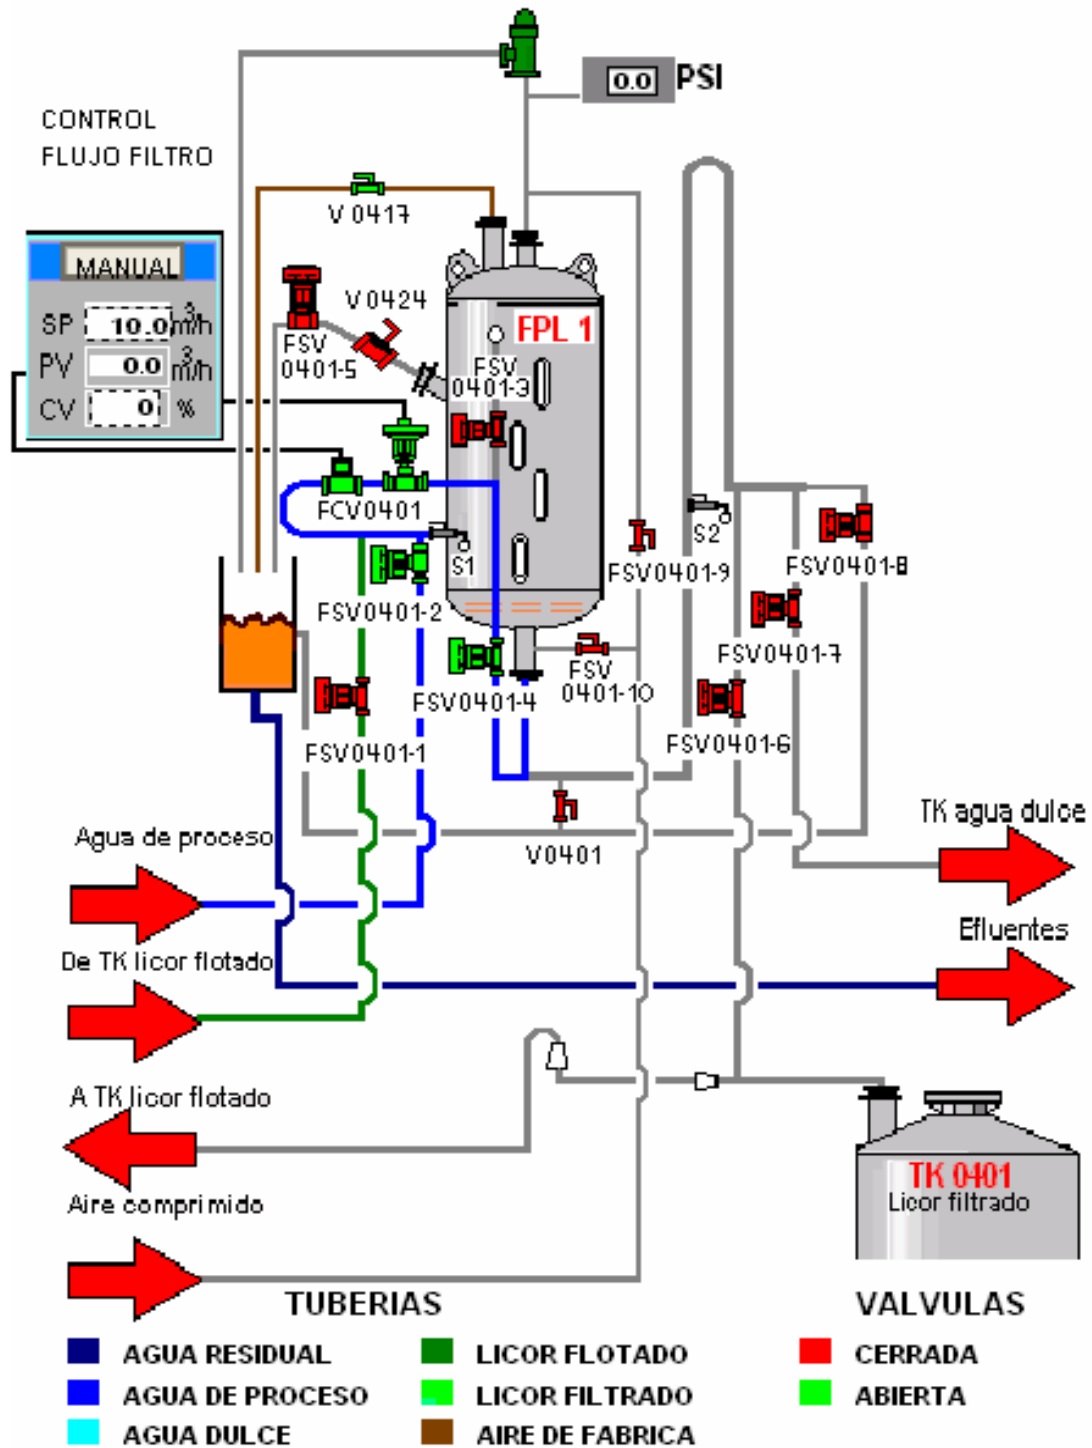 0.0 PSI
CONTROL
FLUJO FILTRO
V 0417
MANUAL
SP 10.0 m³/h
PV 0.0 m³/h
CV 0 %
V0424
FSV
0401-5
FPL 1
FSV
0401-3
FCV0401
S1
S2
FSV0401-2
FSV0401-9
FSV0401-8
FSV0401-7
FSV
0401-10
FSV0401-4
FSV0401-6
FSV0401-1
V0401
Agua de proceso
TK agua dulce
De TK licor flotado
Efluentes
A TK licor flotado
TK 0401
Licor filtrado
Aire comprimido
TUBERIAS
VALVULAS
AGUA RESIDUAL
LICOR FLOTADO
CERRADA
AGUA DE PROCESO
LICOR FILTRADO
ABIERTA
AGUA DULCE
AIRE DE FABRICA